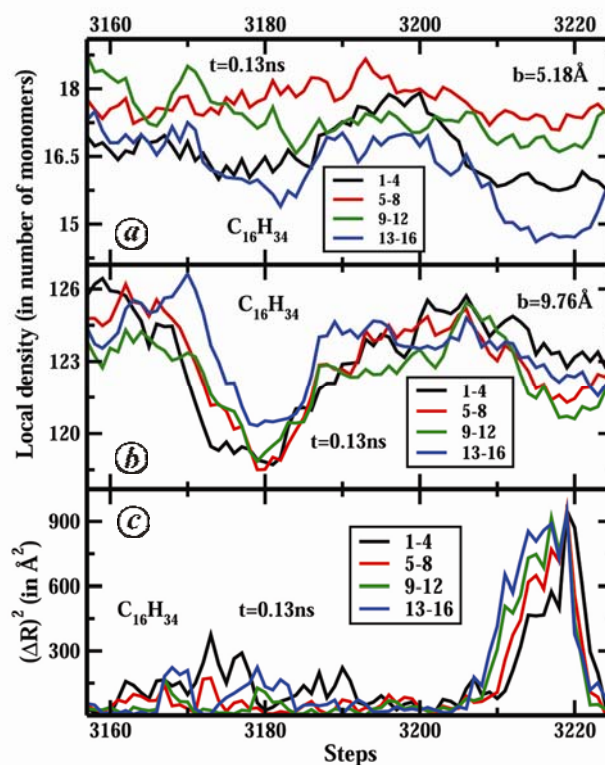 3160 3180 3200 3220
t=0.13ns
b=5.18Å
18
16.5
15
1-4
5-8
9-12
13-16
a
C16H34
Local density (in number of monomers)
C16H34
b=9.76Å
126
123
120
1-4
5-8
9-12
13-16
t=0.13ns
b
c
(ΔR)² (in Å²)
900
600
300
0
1-4
5-8
9-12
13-16
C16H34
t=0.13ns
3160 3180 3200 3220
Steps